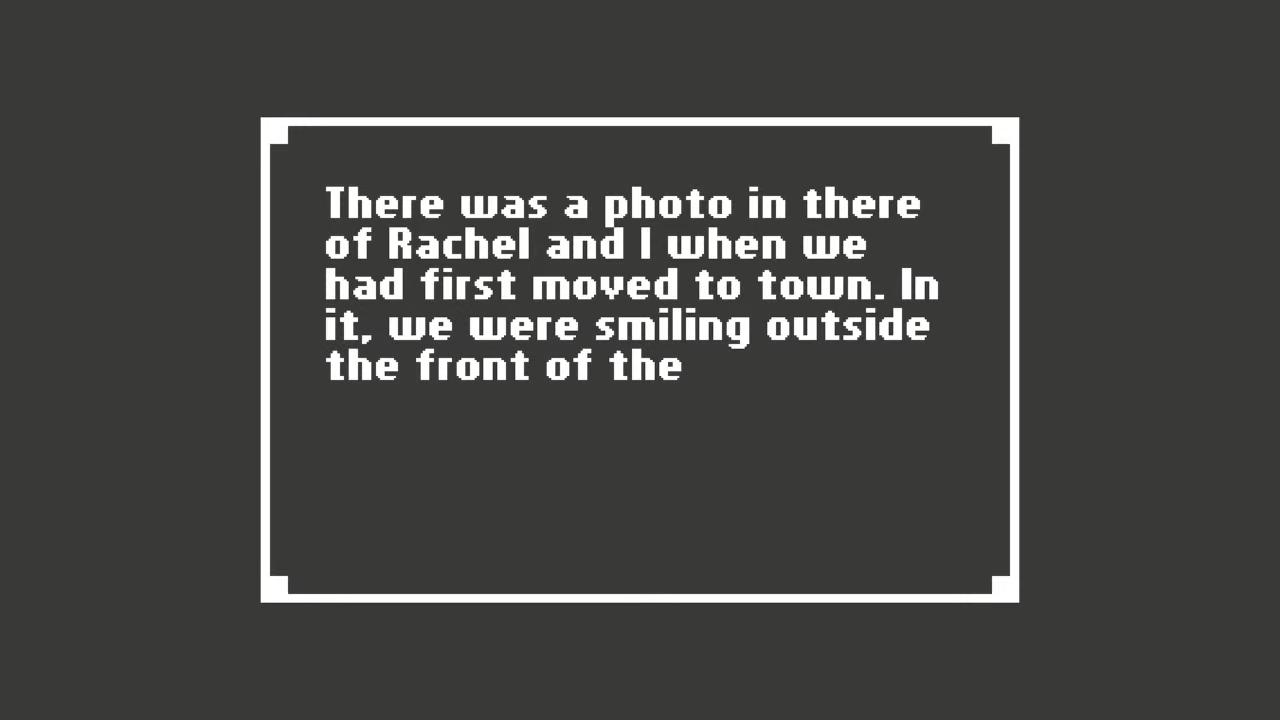 There was a photo in there
of Rachel and I when we
had first moved to town. In
it, we were smiling outside
the front of the